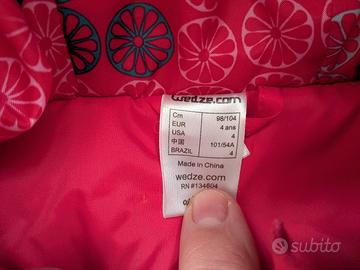 wedze.com
Cm 98/104
EUR 4 ans
USA 4
中国 101/54A
BRAZIL 4
Made in China
wedze.com
RN #134604
subito